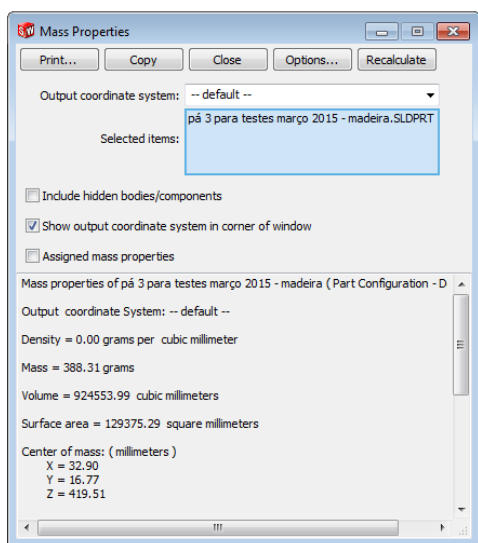 Mass Properties
Print... Copy Close Options... Recalculate
Output coordinate system: -- default --
Selected items: pá 3 para testes março 2015 - madeira.SLDPRT
Include hidden bodies/components
Show output coordinate system in corner of window
Assigned mass properties
Mass properties of pá 3 para testes março 2015 - madeira ( Part Configuration - D
Output coordinate System: -- default --
Density = 0.00 grams per cubic millimeter
Mass = 388.31 grams
Volume = 924553.99 cubic millimeters
Surface area = 129375.29 square millimeters
Center of mass: ( millimeters )
X = 32.90
Y = 16.77
Z = 419.51